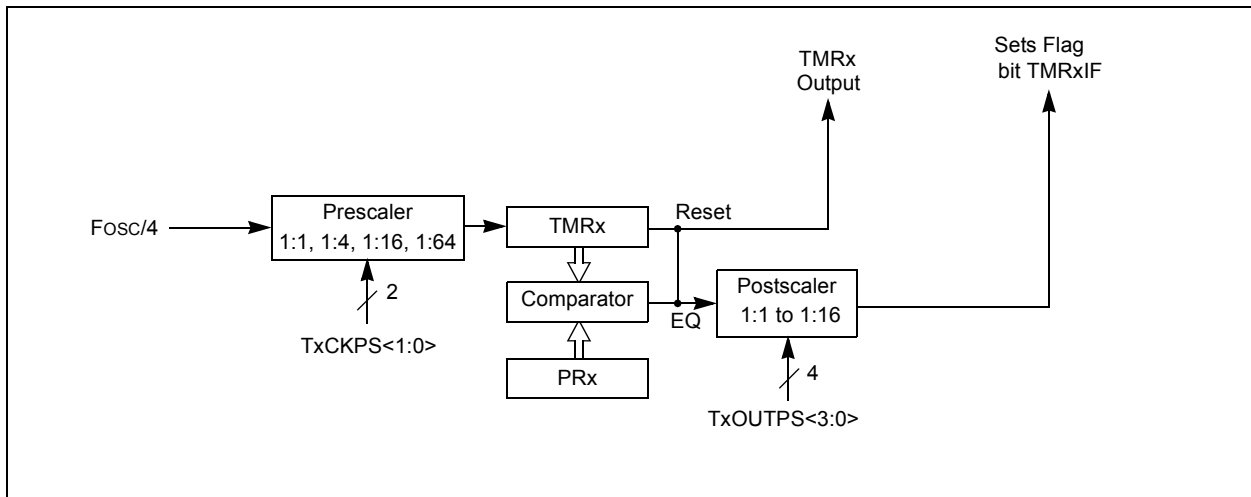 TMRx
Output
Sets Flag
bit TMRxIF
Fosc/4
Prescaler
1:1, 1:4, 1:16, 1:64
2
TxCKPS<1:0>
TMRx
Reset
Comparator
EQ
PRx
Postscaler
1:1 to 1:16
4
TxOUTPS<3:0>